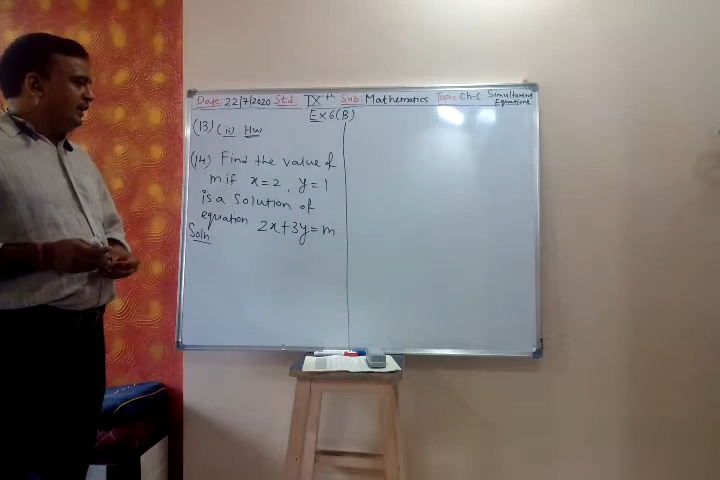 Date: 22/7/2020 Std: IXth Sub: Mathematics Topic Ch-6 Simultaneous Equations
Ex 6(B)
(13) (ii) HW
(14) Find the value of
m if x=2, y=1
is a solution of
equation 2x+3y=m
Soln